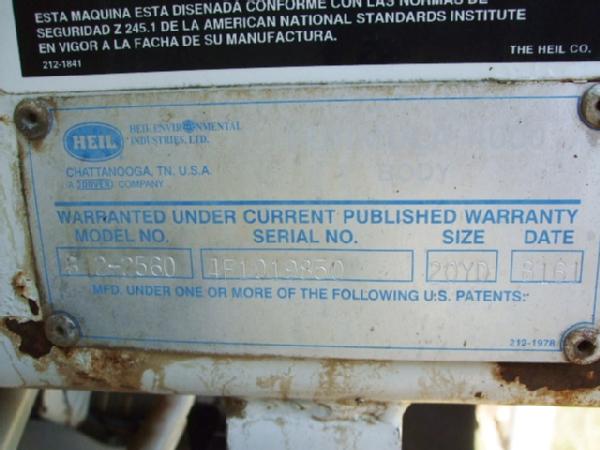 ESTA MAQUINA ESTA DISENADA CONFORME CON LAS NORMAS DE
SEGURIDAD Z 245.1 DE LA AMERICAN NATIONAL STANDARDS INSTITUTE
EN VIGOR A LA FACHA DE SU MANUFACTURA.
212-1841
THE HEIL CO.
HEIL
HEIL ENVIRONMENTAL
INDUSTRIES, LTD.
CHATTANOOGA, TN. U.S.A.
A DOVER COMPANY
BODY
WARRANTED UNDER CURRENT PUBLISHED WARRANTY
MODEL NO. SERIAL NO. SIZE DATE
20YD
MFD. UNDER ONE OR MORE OF THE FOLLOWING U.S. PATENTS:
212-1978